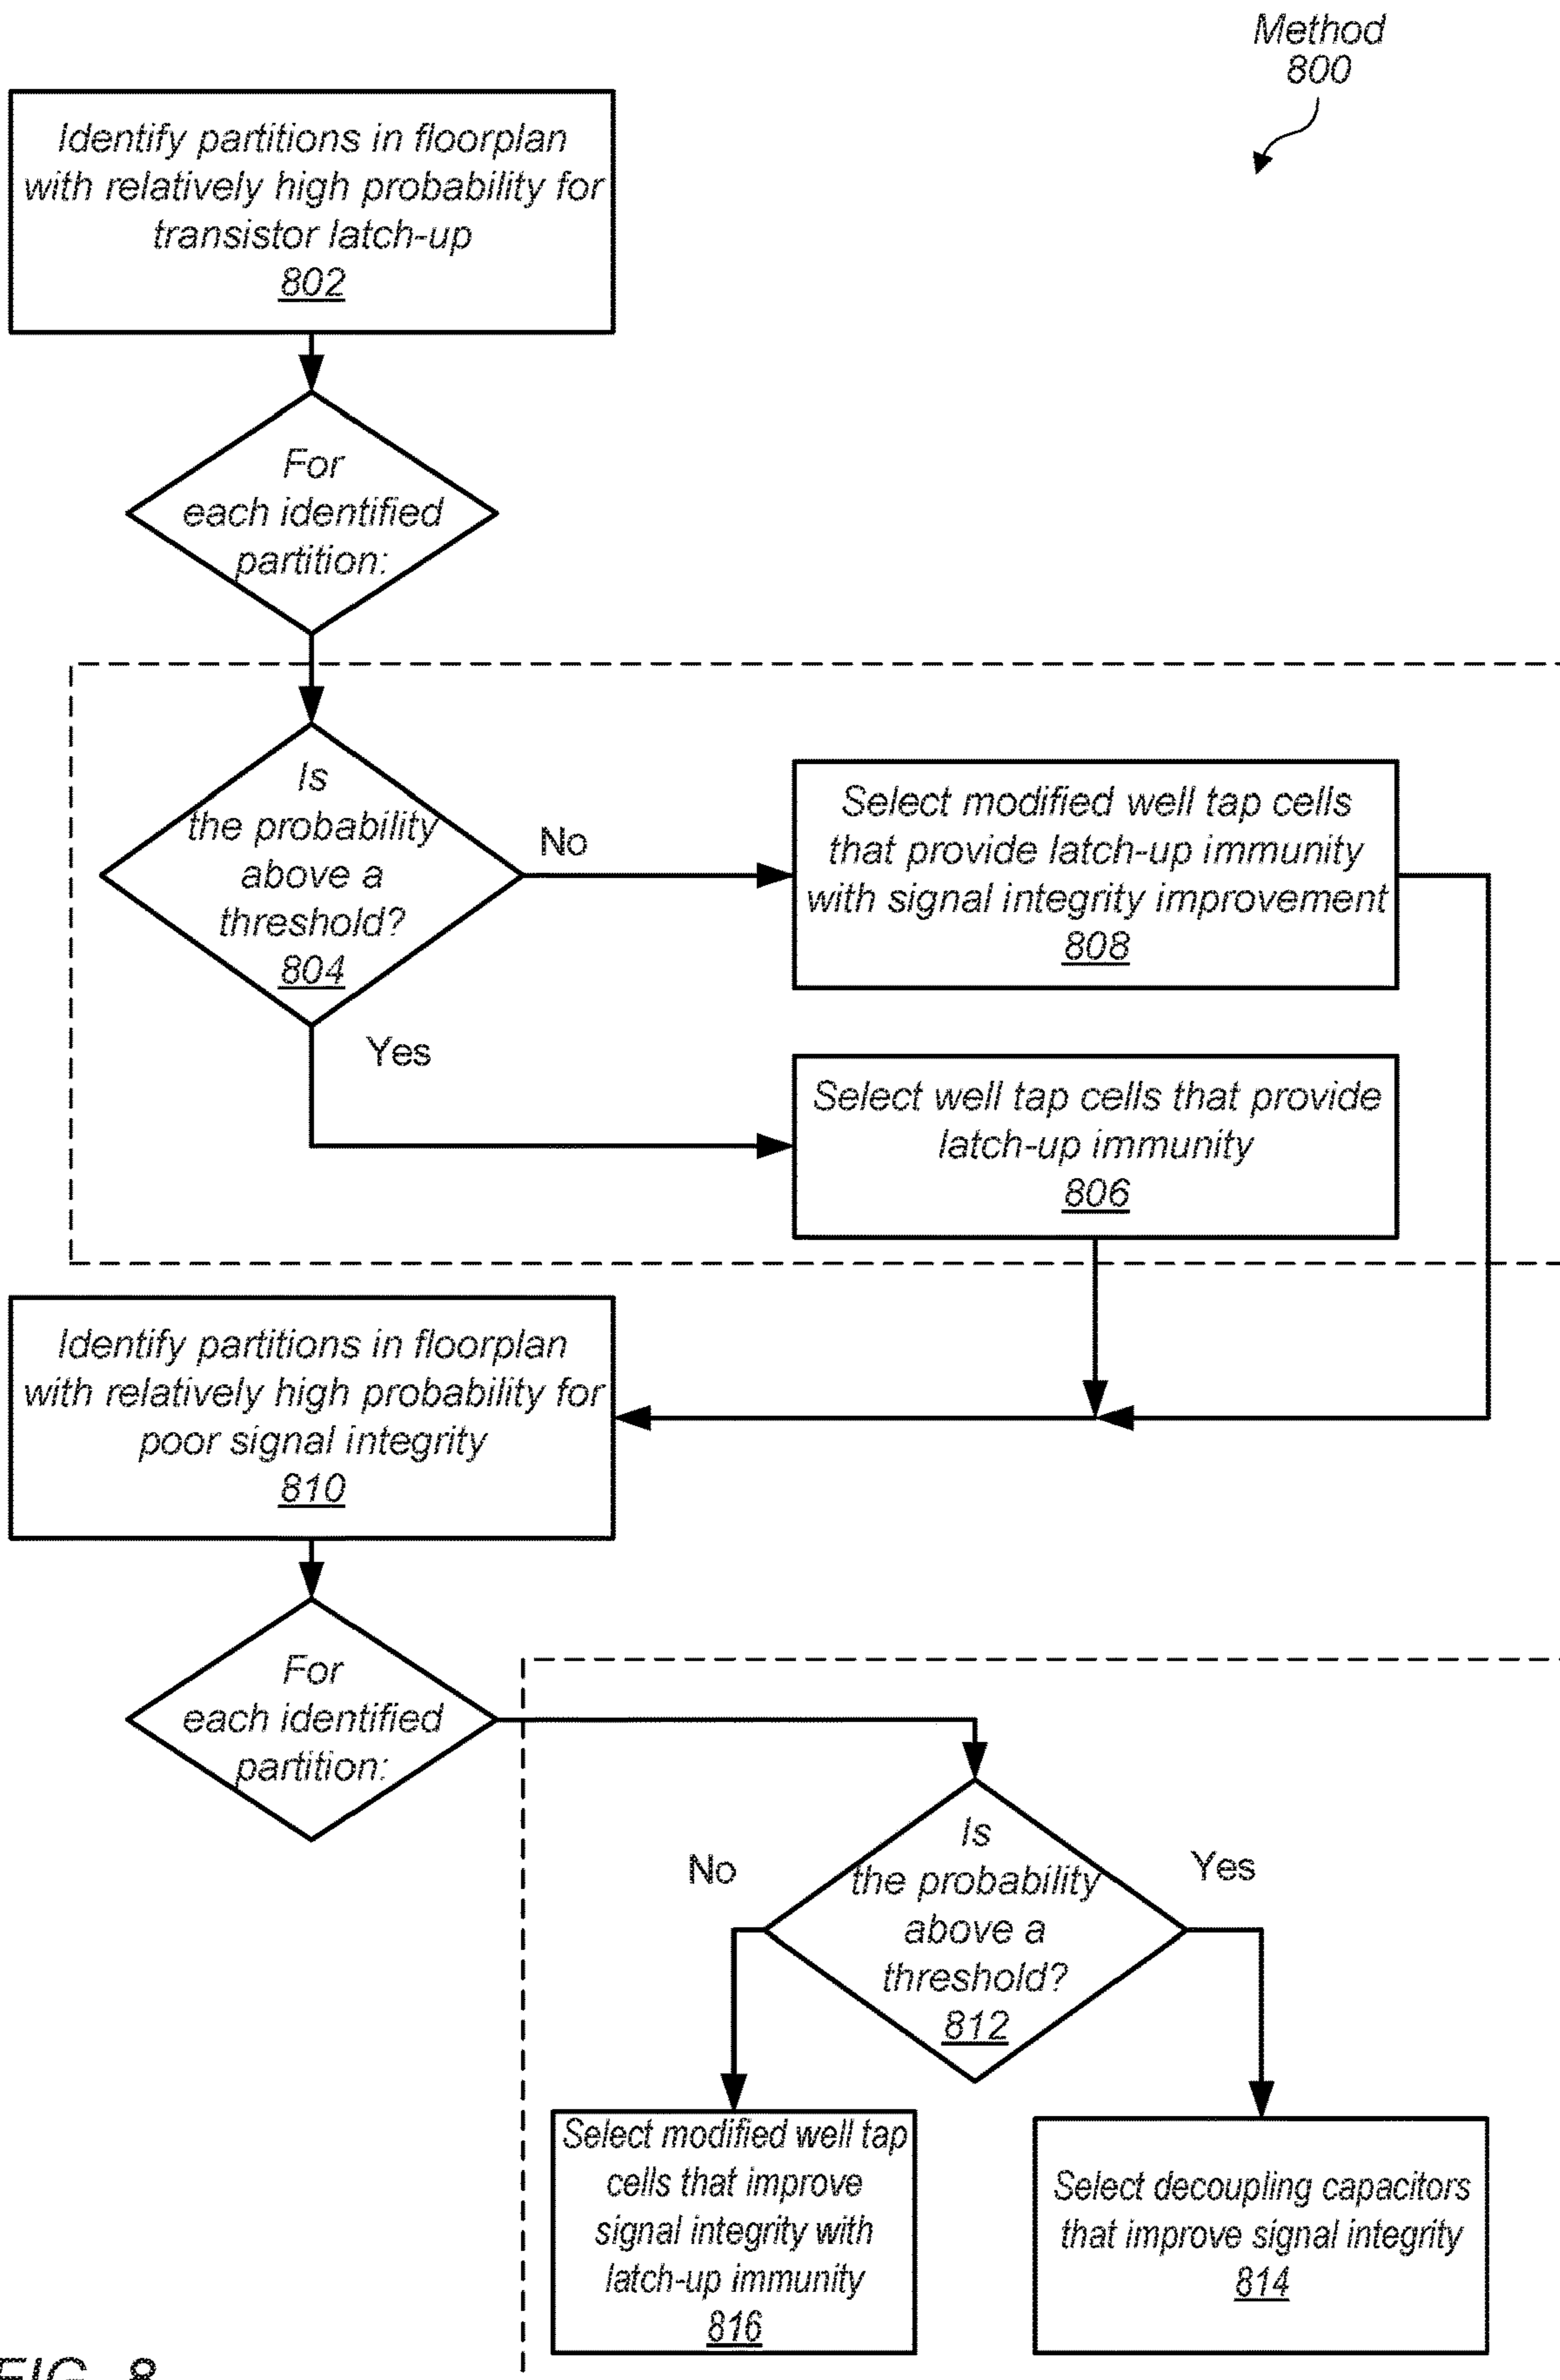 Method
800
Identify partitions in floorplan
with relatively high probability for
transistor latch-up
802
For
each identified
partition:
Is
the probability
above a
threshold?
804
No
Yes
Select modified well tap cells
that provide latch-up immunity
with signal integrity improvement
808
Select well tap cells that provide
latch-up immunity
806
Identify partitions in floorplan
with relatively high probability for
poor signal integrity
810
For
each identified
partition:
Is
the probability
above a
threshold?
812
No
Yes
Select modified well tap
cells that improve
signal integrity with
latch-up immunity
816
Select decoupling capacitors
that improve signal integrity
814
FIG. 8